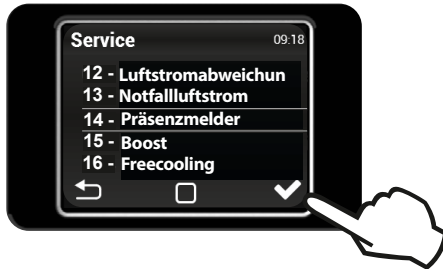 Service 09:18
12 - Luftstromabweichun
13 - Notfallluftstrom
14 - Präsenzmelder
15 - Boost
16 - Freecooling